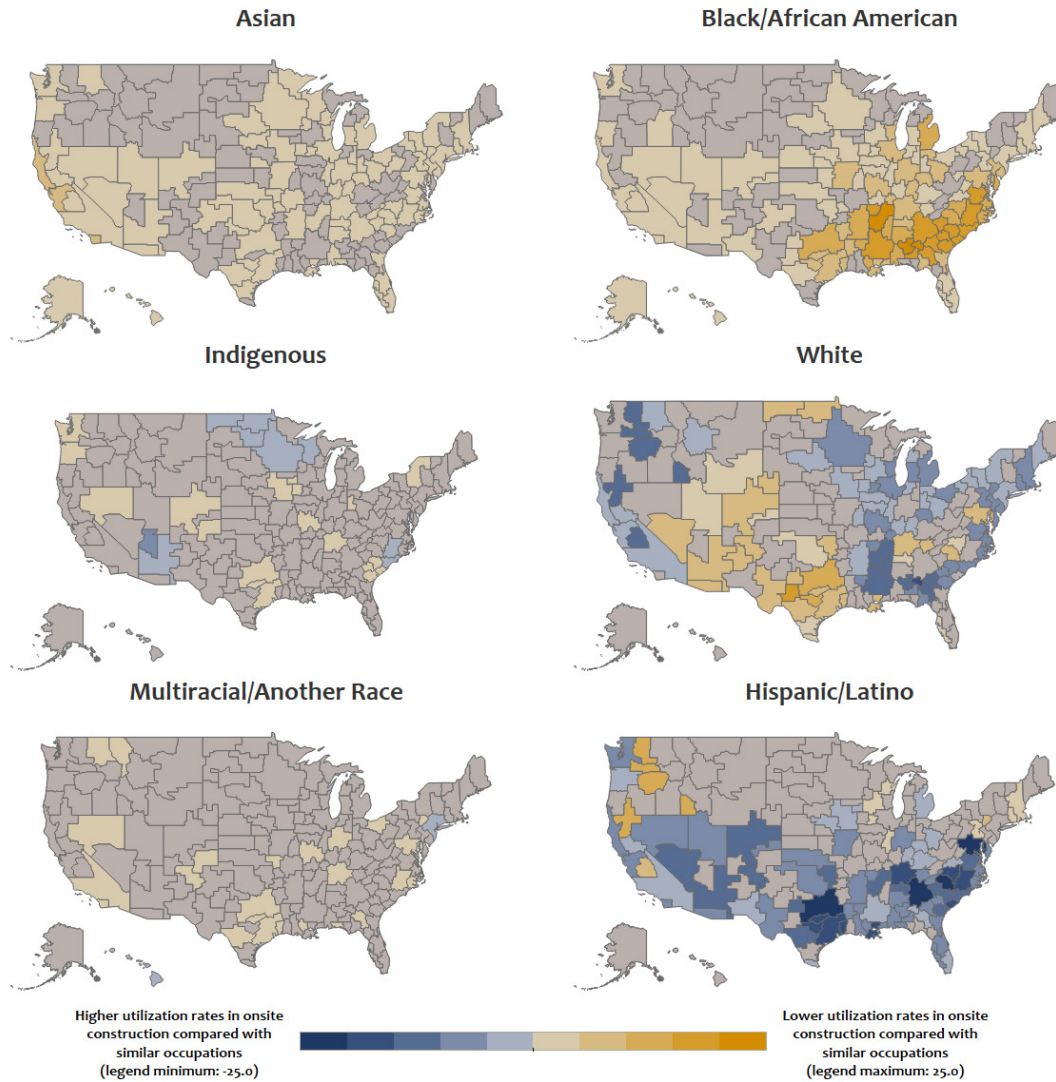 Asian
Black/African American
Indigenous
White
Multiracial/Another Race
Hispanic/Latino
Higher utilization rates in onsite
construction compared with
similar occupations
(legend minimum: -25.0)
Lower utilization rates in onsite
construction compared with
similar occupations
(legend maximum: 25.0)